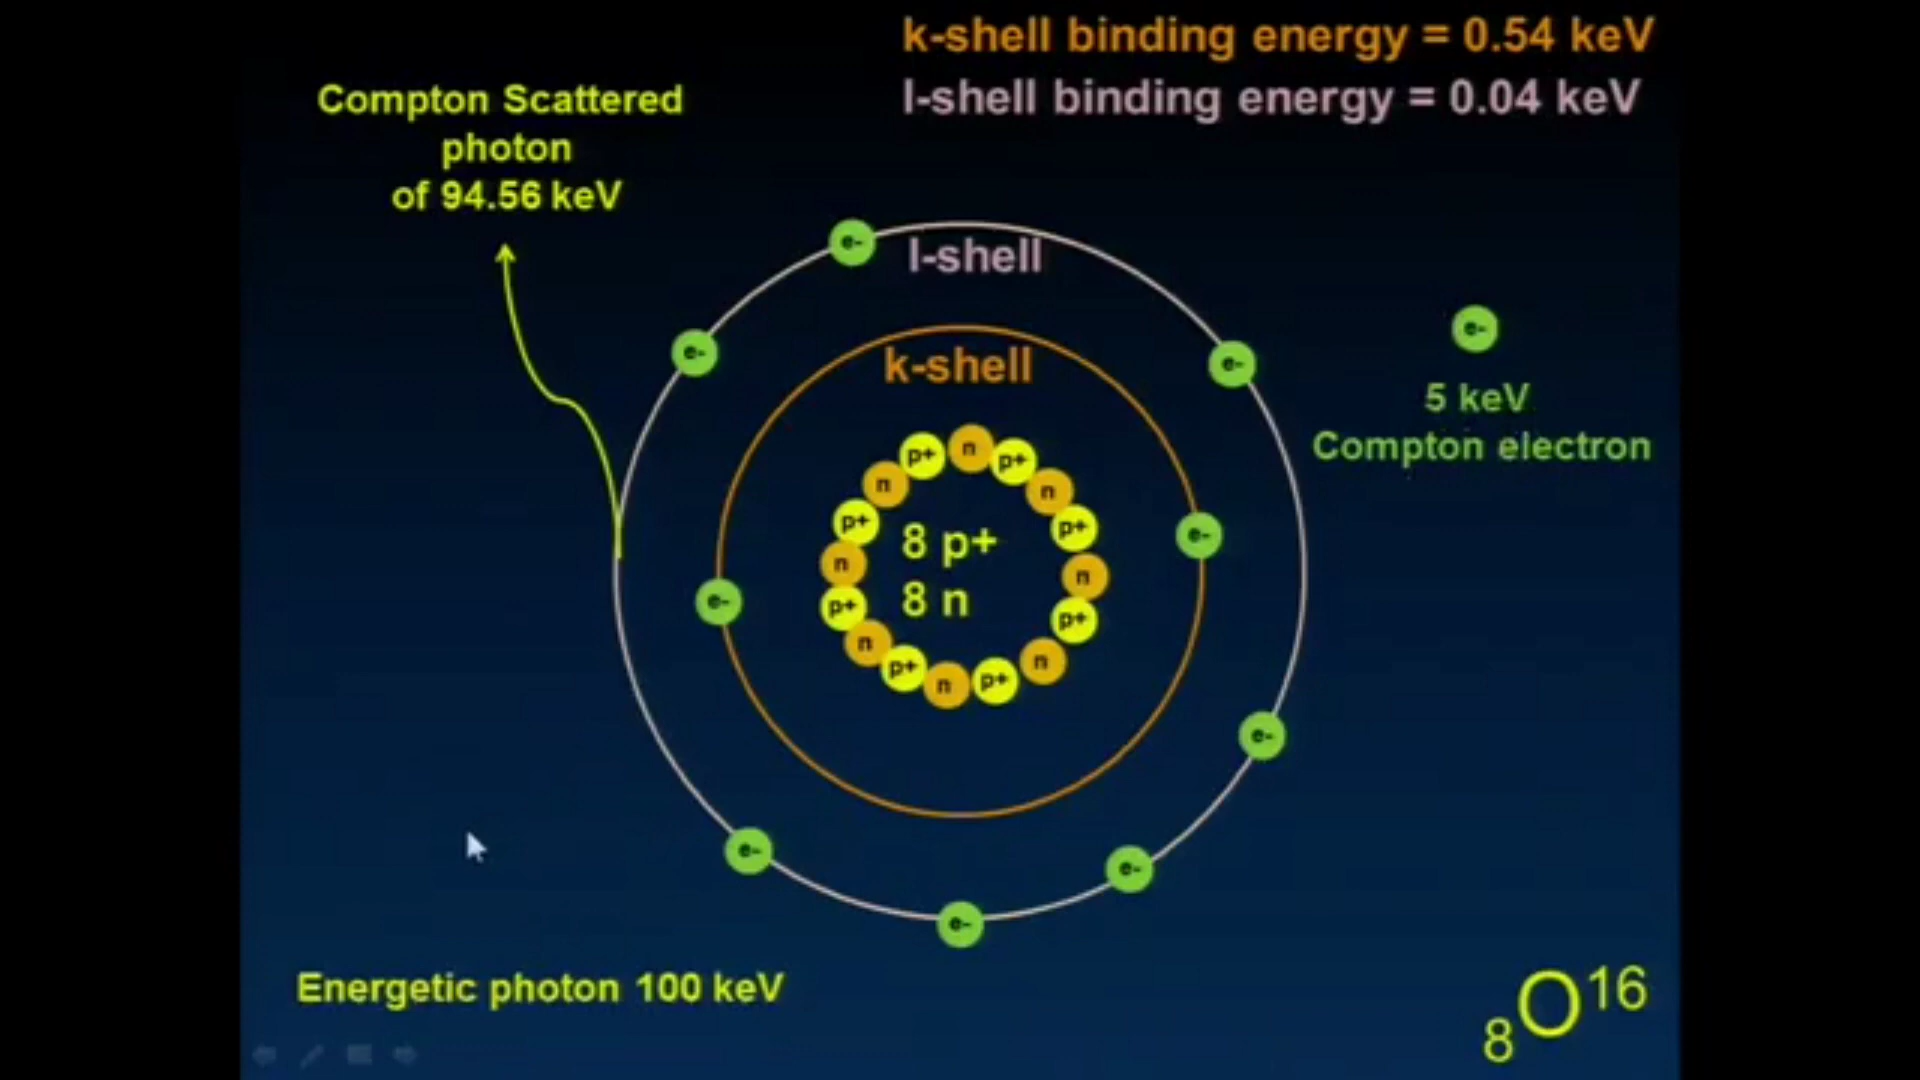 k-shell binding energy = 0.54 keV
l-shell binding energy = 0.04 keV
Compton Scattered
photon
of 94.56 keV
e-
l-shell
e-
e-
e-
k-shell
5 keV
Compton electron
p+
n
p+
n
n
p+
p+
e-
8 p+
n
n
8 n
e-
p+
p+
n
n
p+
n
p+
e-
e-
e-
e-
Energetic photon 100 keV
8O16